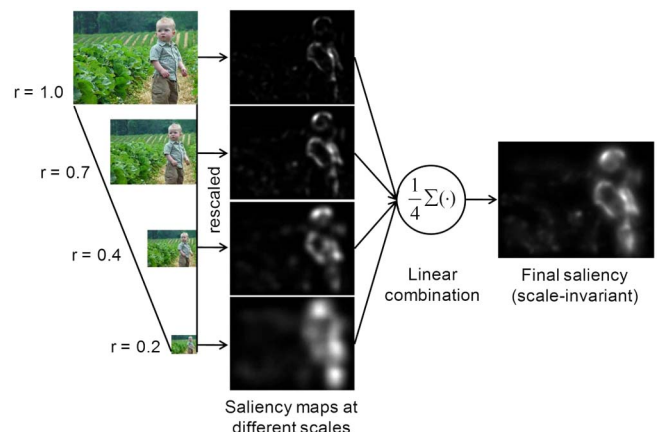 r = 1.0
r = 0.7
r = 0.4
r = 0.2
rescaled
Saliency maps at
different scales
1/4 Σ(·)
Linear
combination
Final saliency
(scale-invariant)